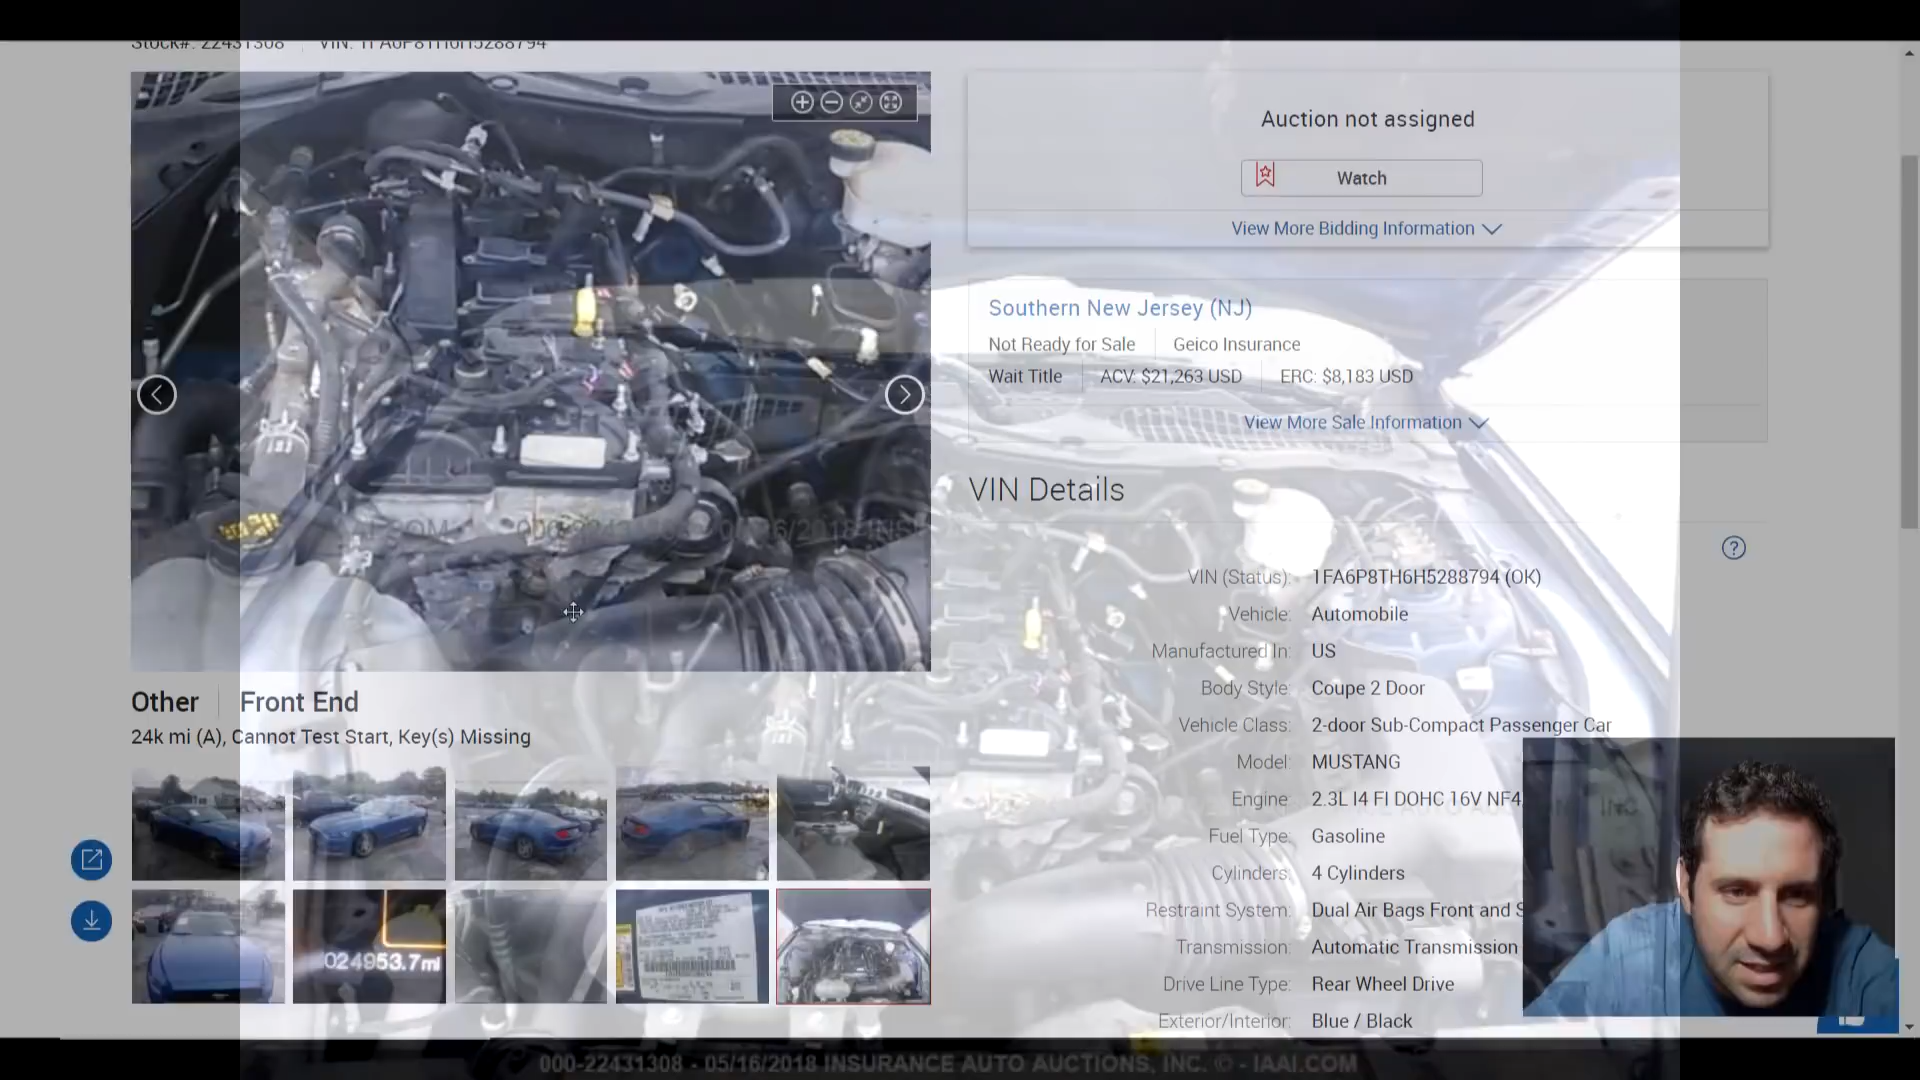 Stock#: 22431308 VIN: 1FA6P8TH6H5288794
Auction not assigned
Watch
View More Bidding Information
Southern New Jersey (NJ)
Not Ready for Sale Geico Insurance
Wait Title ACV: $21,263 USD ERC: $8,183 USD
View More Sale Information
VIN Details
VIN (Status): 1FA6P8TH6H5288794 (OK)
Vehicle: Automobile
Manufactured In: US
Body Style: Coupe 2 Door
Vehicle Class: 2-door Sub-Compact Passenger Car
Model: MUSTANG
Engine: 2.3L I4 FI DOHC 16V NF4
Fuel Type: Gasoline
Cylinders: 4 Cylinders
Restraint System: Dual Air Bags Front and S
Transmission: Automatic Transmission
Drive Line Type: Rear Wheel Drive
Exterior/Interior: Blue / Black
Other Front End
24k mi (A), Cannot Test Start, Key(s) Missing
024953.7mi
000-22431308 - 05/16/2018 INSURANCE AUTO AUCTIONS, INC. © - IAAI.COM